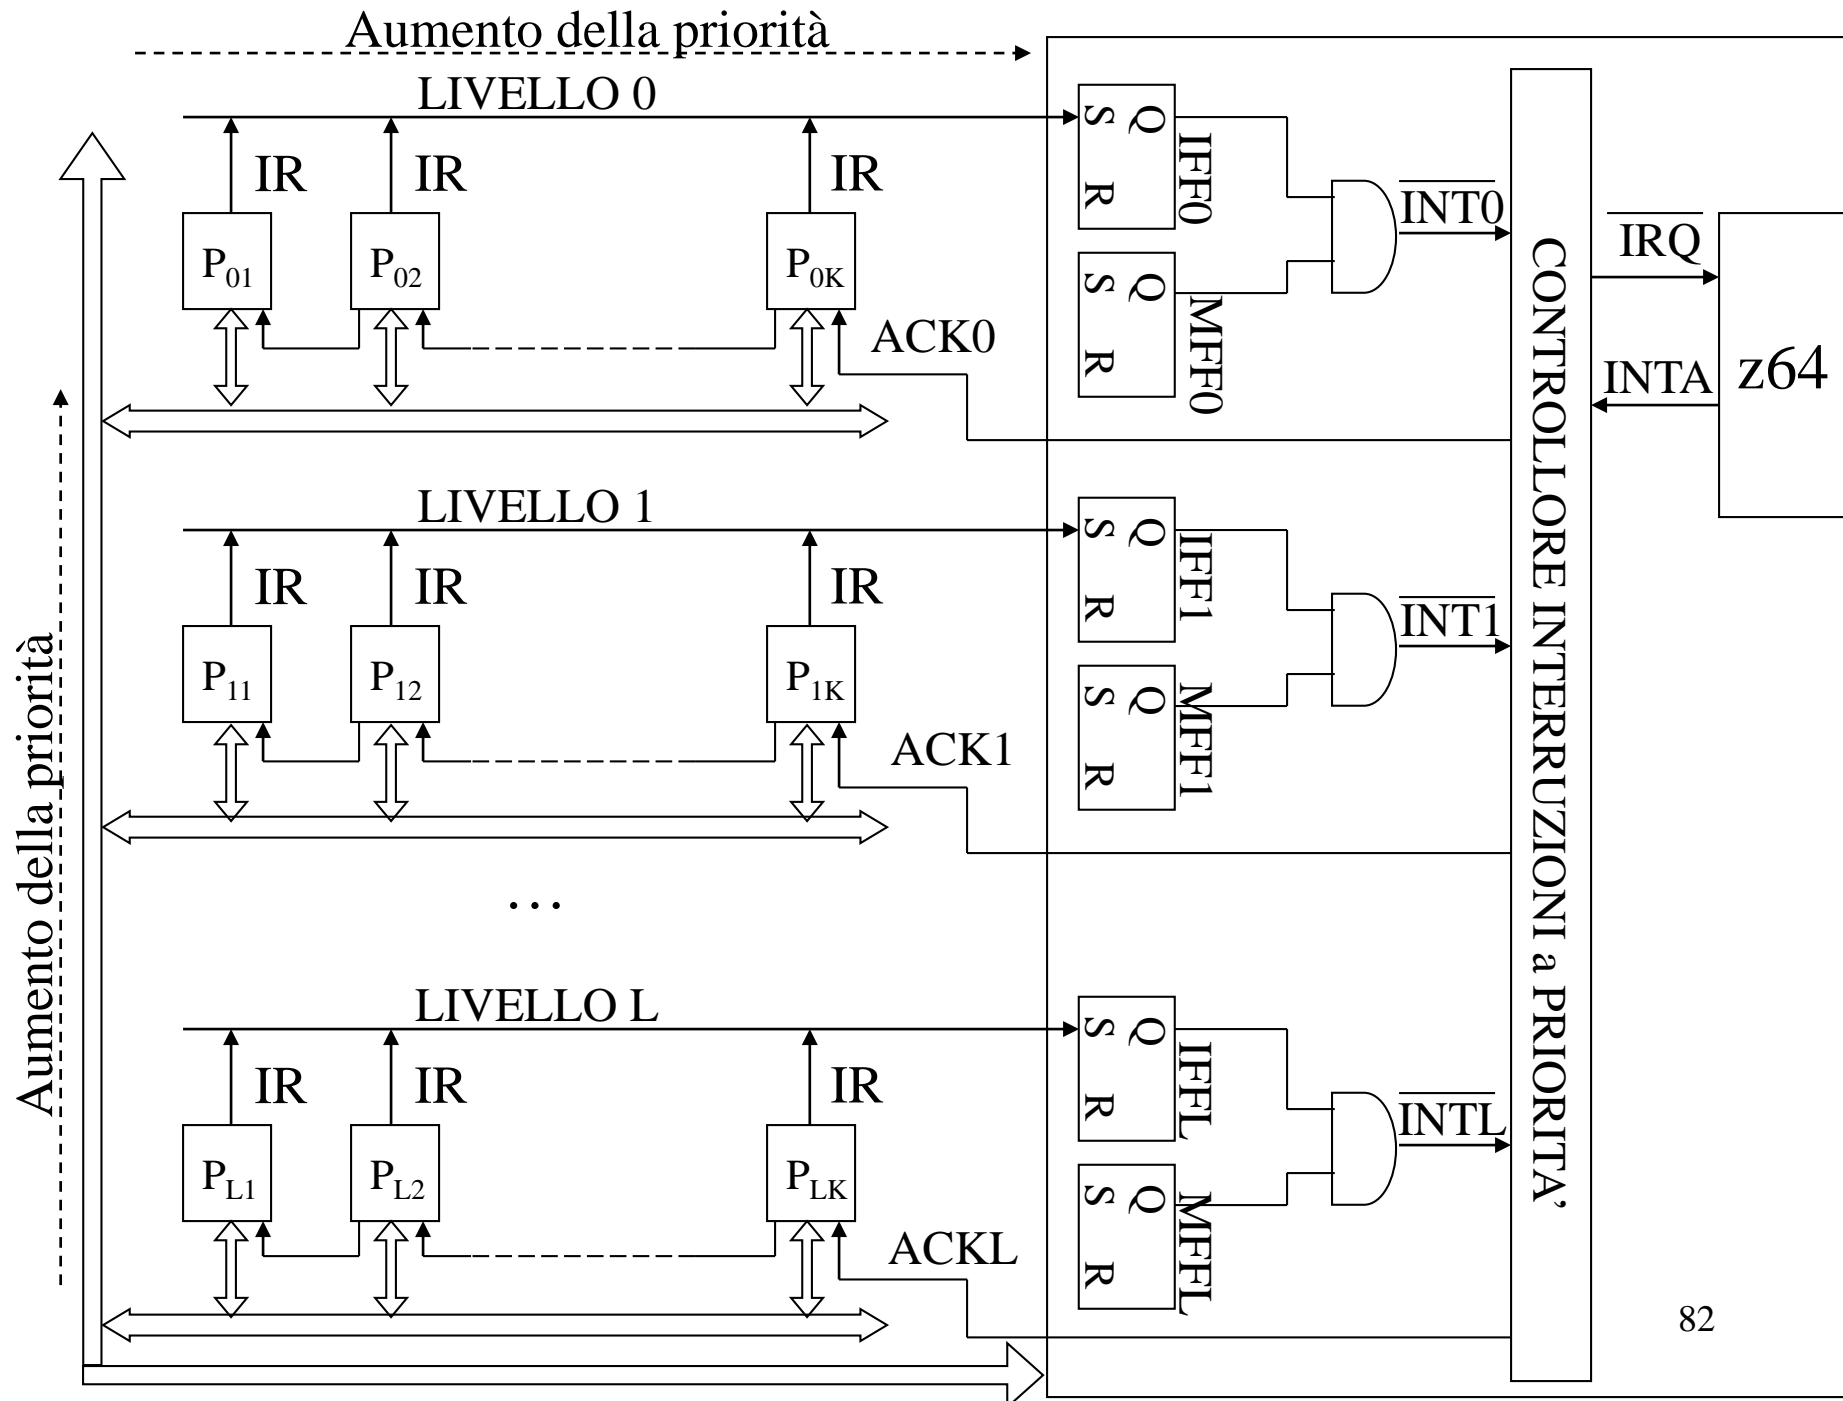 Aumento della priorità
LIVELLO 0
IR IR IR
P01 P02 P0K
ACK0
S Q R IFF0
S Q R MFF0
INT0
LIVELLO 1
IR IR IR
P11 P12 P1K
ACK1
S Q R IFF1
S Q R MFF1
INT1
...
LIVELLO L
IR IR IR
PL1 PL2 PLK
ACKL
S Q R IFFL
S Q R MFFL
INTL
Aumento della priorità
CONTROLLORE INTERRUZIONI a PRIORITA'
IRQ
INTA
z64
82